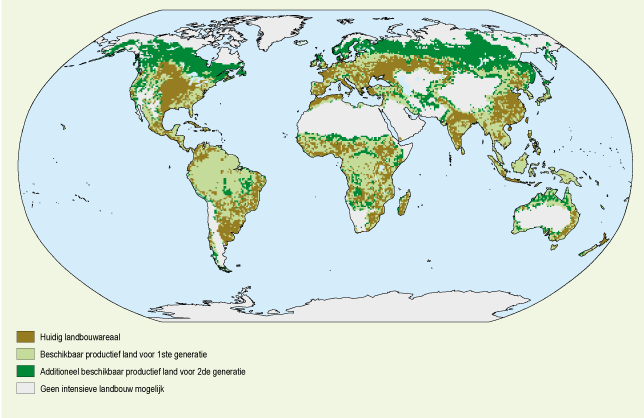 Huidig landbouwareaal
Beschikbaar productief land voor 1ste generatie
Additioneel beschikbaar productief land voor 2de generatie
Geen intensieve landbouw mogelijk